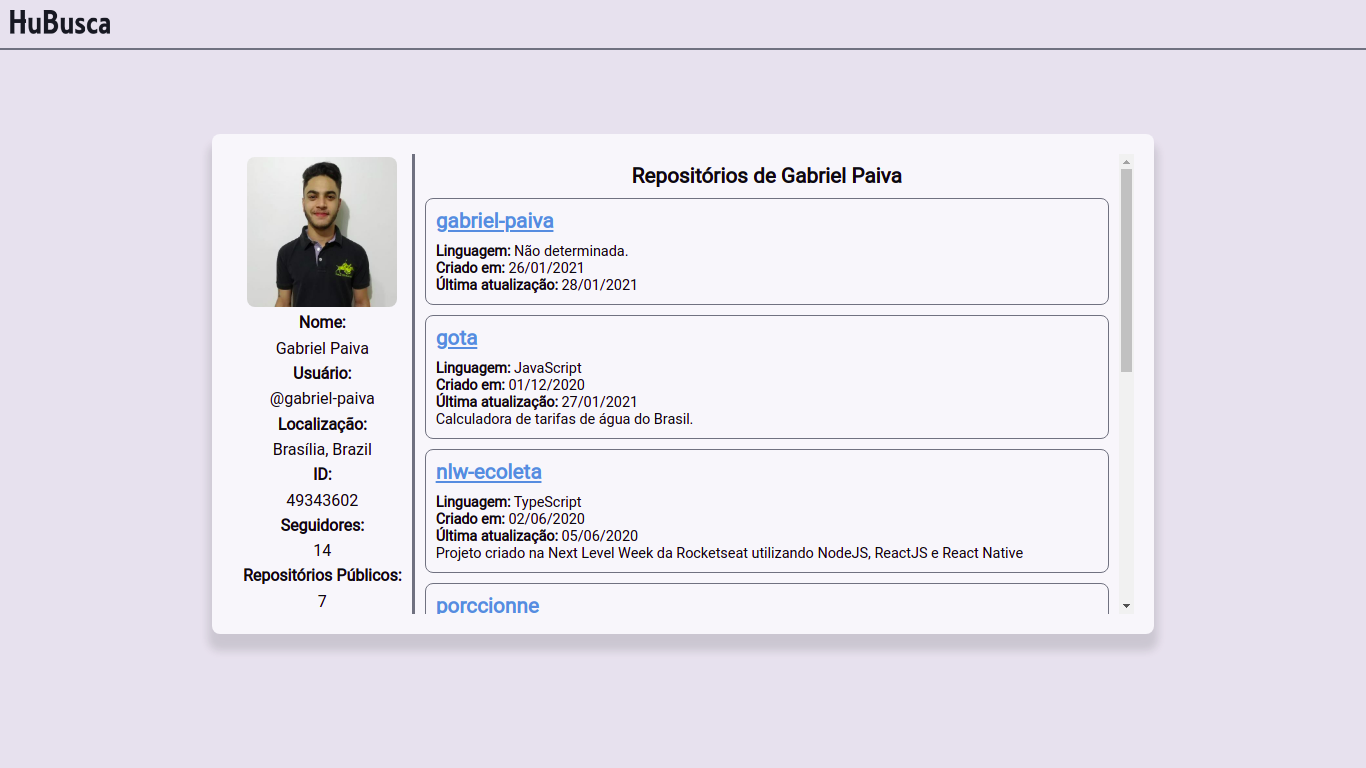 HuBusca
Nome:
Gabriel Paiva
Usuário:
@gabriel-paiva
Localização:
Brasília, Brazil
ID:
49343602
Seguidores:
14
Repositórios Públicos:
7
Repositórios de Gabriel Paiva
gabriel-paiva
Linguagem: Não determinada.
Criado em: 26/01/2021
Última atualização: 28/01/2021
gota
Linguagem: JavaScript
Criado em: 01/12/2020
Última atualização: 27/01/2021
Calculadora de tarifas de água do Brasil.
nlw-ecoleta
Linguagem: TypeScript
Criado em: 02/06/2020
Última atualização: 05/06/2020
Projeto criado na Next Level Week da Rocketseat utilizando NodeJS, ReactJS e React Native
porccionne